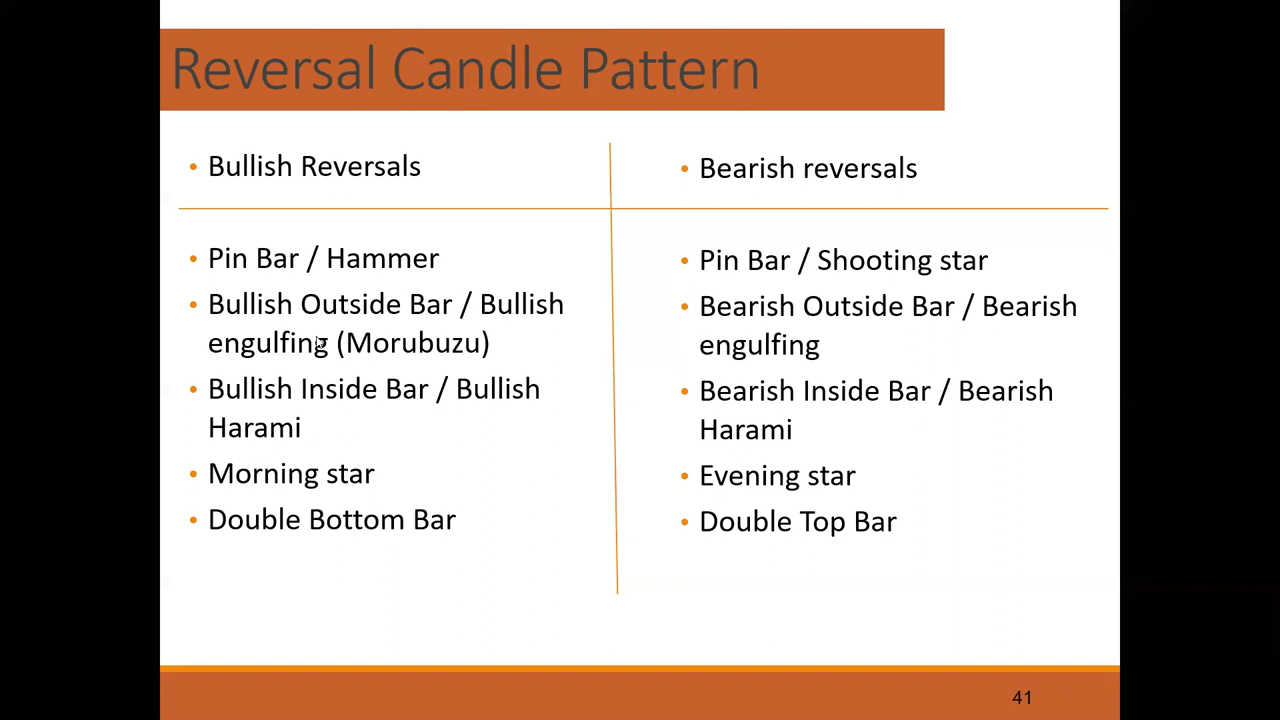 Reversal Candle Pattern
• Bullish Reversals
• Pin Bar / Hammer
• Bullish Outside Bar / Bullish
engulfing (Morubuzu)
• Bullish Inside Bar / Bullish
Harami
• Morning star
• Double Bottom Bar
• Bearish reversals
• Pin Bar / Shooting star
• Bearish Outside Bar / Bearish
engulfing
• Bearish Inside Bar / Bearish
Harami
• Evening star
• Double Top Bar
41